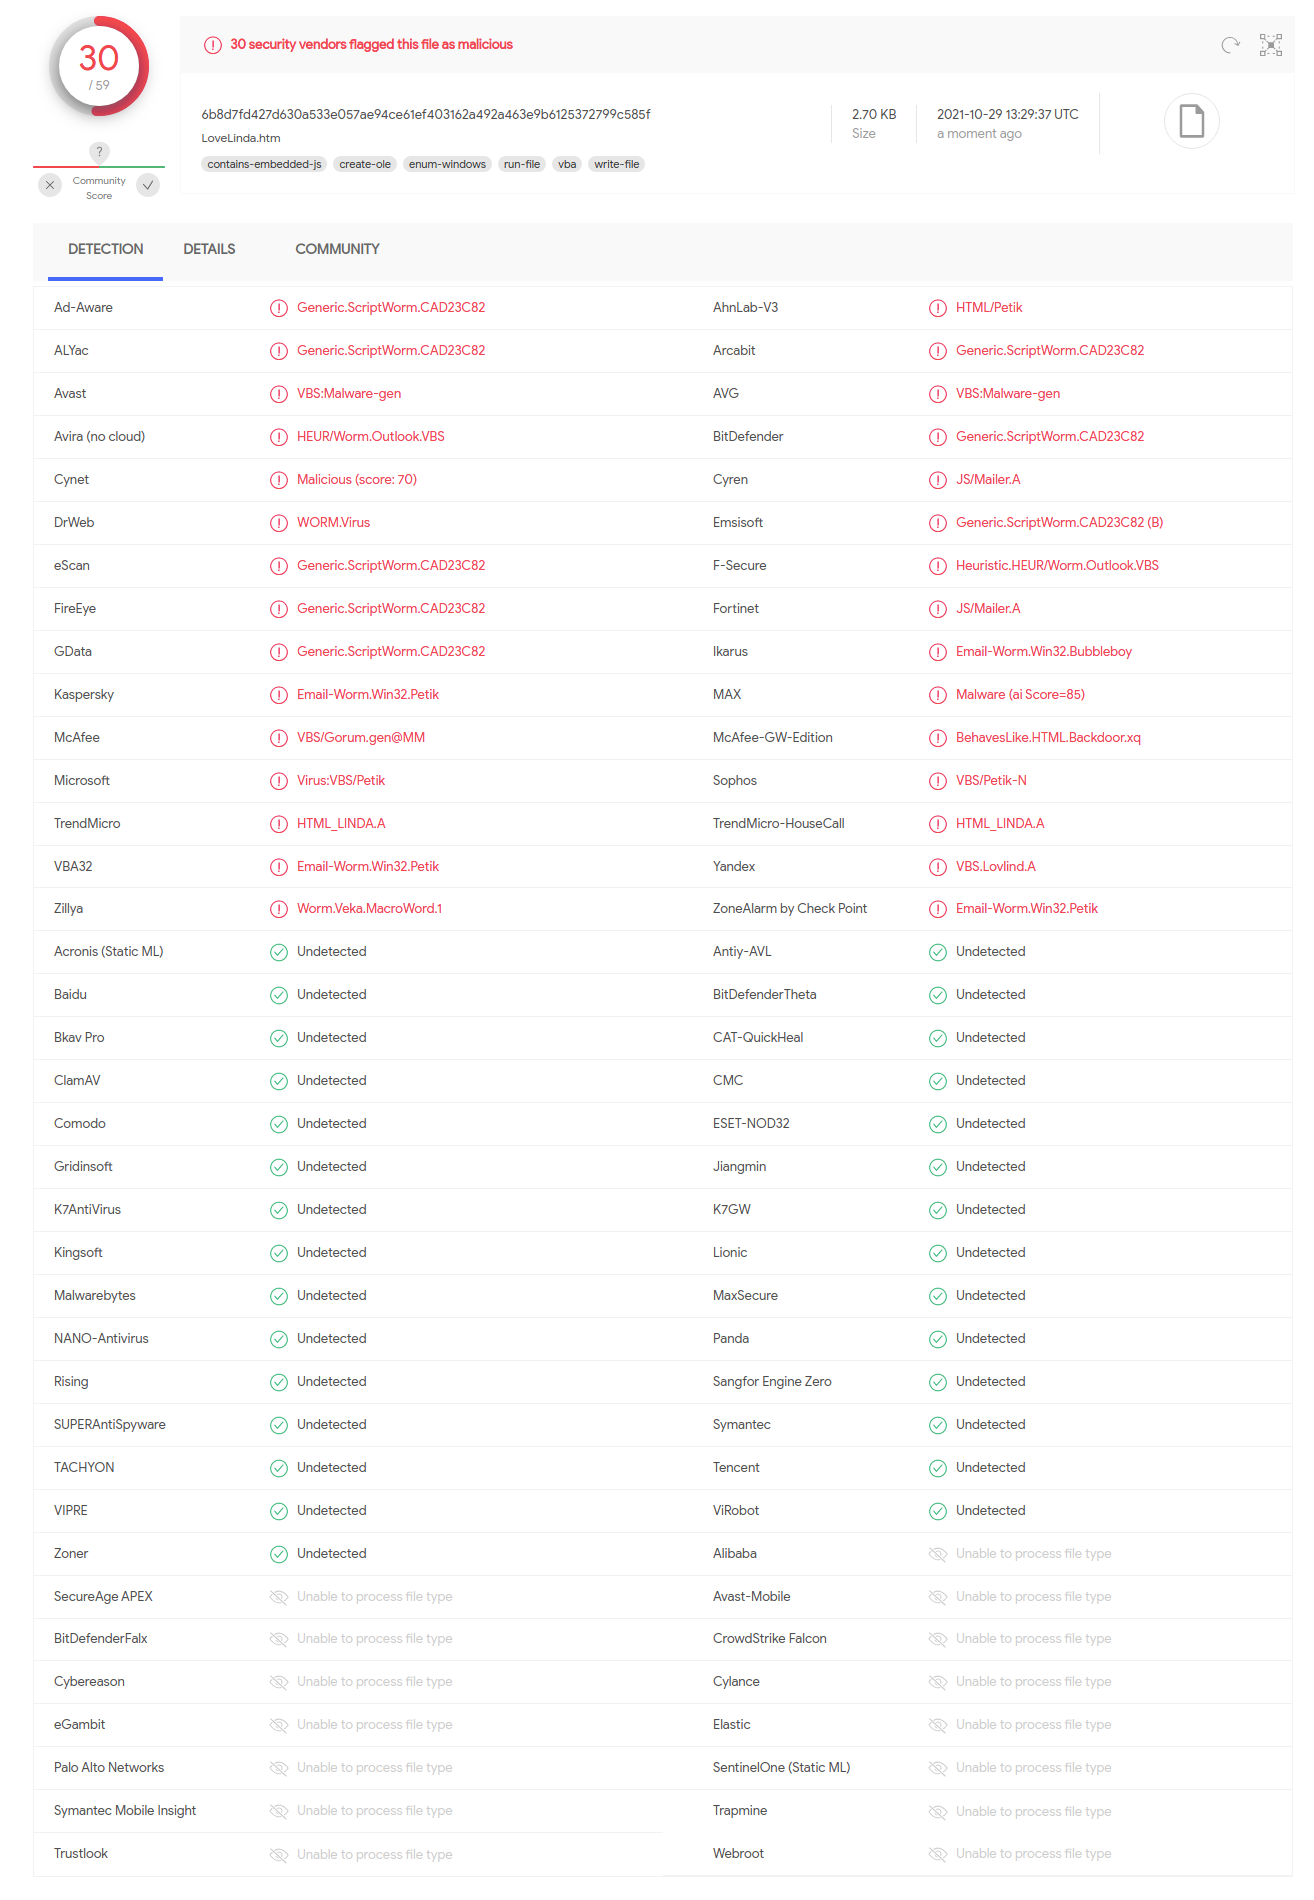 30
/ 59
?
Community
Score
30 security vendors flagged this file as malicious
6b8d7fd427d630a533e057ae94ce61ef403162a492a463e9b6125372799c585f
LoveLinda.htm
contains-embedded-js create-ole enum-windows run-file vba write-file
2.70 KB
Size
2021-10-29 13:29:37 UTC
a moment ago
DETECTION DETAILS COMMUNITY
Ad-Aware Generic.ScriptWorm.CAD23C82 AhnLab-V3 HTML/Petik
ALYac Generic.ScriptWorm.CAD23C82 Arcabit Generic.ScriptWorm.CAD23C82
Avast VBS:Malware-gen AVG VBS:Malware-gen
Avira (no cloud) HEUR/Worm.Outlook.VBS BitDefender Generic.ScriptWorm.CAD23C82
Cynet Malicious (score: 70) Cyren JS/Mailer.A
DrWeb WORM.Virus Emsisoft Generic.ScriptWorm.CAD23C82 (B)
eScan Generic.ScriptWorm.CAD23C82 F-Secure Heuristic.HEUR/Worm.Outlook.VBS
FireEye Generic.ScriptWorm.CAD23C82 Fortinet JS/Mailer.A
GData Generic.ScriptWorm.CAD23C82 Ikarus Email-Worm.Win32.Bubbleboy
Kaspersky Email-Worm.Win32.Petik MAX Malware (ai Score=85)
McAfee VBS/Gorum.gen@MM McAfee-GW-Edition BehavesLike.HTML.Backdoor.xq
Microsoft Virus:VBS/Petik Sophos VBS/Petik-N
TrendMicro HTML_LINDA.A TrendMicro-HouseCall HTML_LINDA.A
VBA32 Email-Worm.Win32.Petik Yandex VBS.Lovlind.A
Zillya Worm.Veka.MacroWord.1 ZoneAlarm by Check Point Email-Worm.Win32.Petik
Acronis (Static ML) Undetected Antiy-AVL Undetected
Baidu Undetected BitDefenderTheta Undetected
Bkav Pro Undetected CAT-QuickHeal Undetected
ClamAV Undetected CMC Undetected
Comodo Undetected ESET-NOD32 Undetected
Gridinsoft Undetected Jiangmin Undetected
K7AntiVirus Undetected K7GW Undetected
Kingsoft Undetected Lionic Undetected
Malwarebytes Undetected MaxSecure Undetected
NANO-Antivirus Undetected Panda Undetected
Rising Undetected Sangfor Engine Zero Undetected
SUPERAntiSpyware Undetected Symantec Undetected
TACHYON Undetected Tencent Undetected
VIPRE Undetected ViRobot Undetected
Zoner Undetected Alibaba Unable to process file type
SecureAge APEX Unable to process file type Avast-Mobile Unable to process file type
BitDefenderFalx Unable to process file type CrowdStrike Falcon Unable to process file type
Cybereason Unable to process file type Cylance Unable to process file type
eGambit Unable to process file type Elastic Unable to process file type
Palo Alto Networks Unable to process file type SentinelOne (Static ML) Unable to process file type
Symantec Mobile Insight Unable to process file type Trapmine Unable to process file type
Trustlook Unable to process file type Webroot Unable to process file type